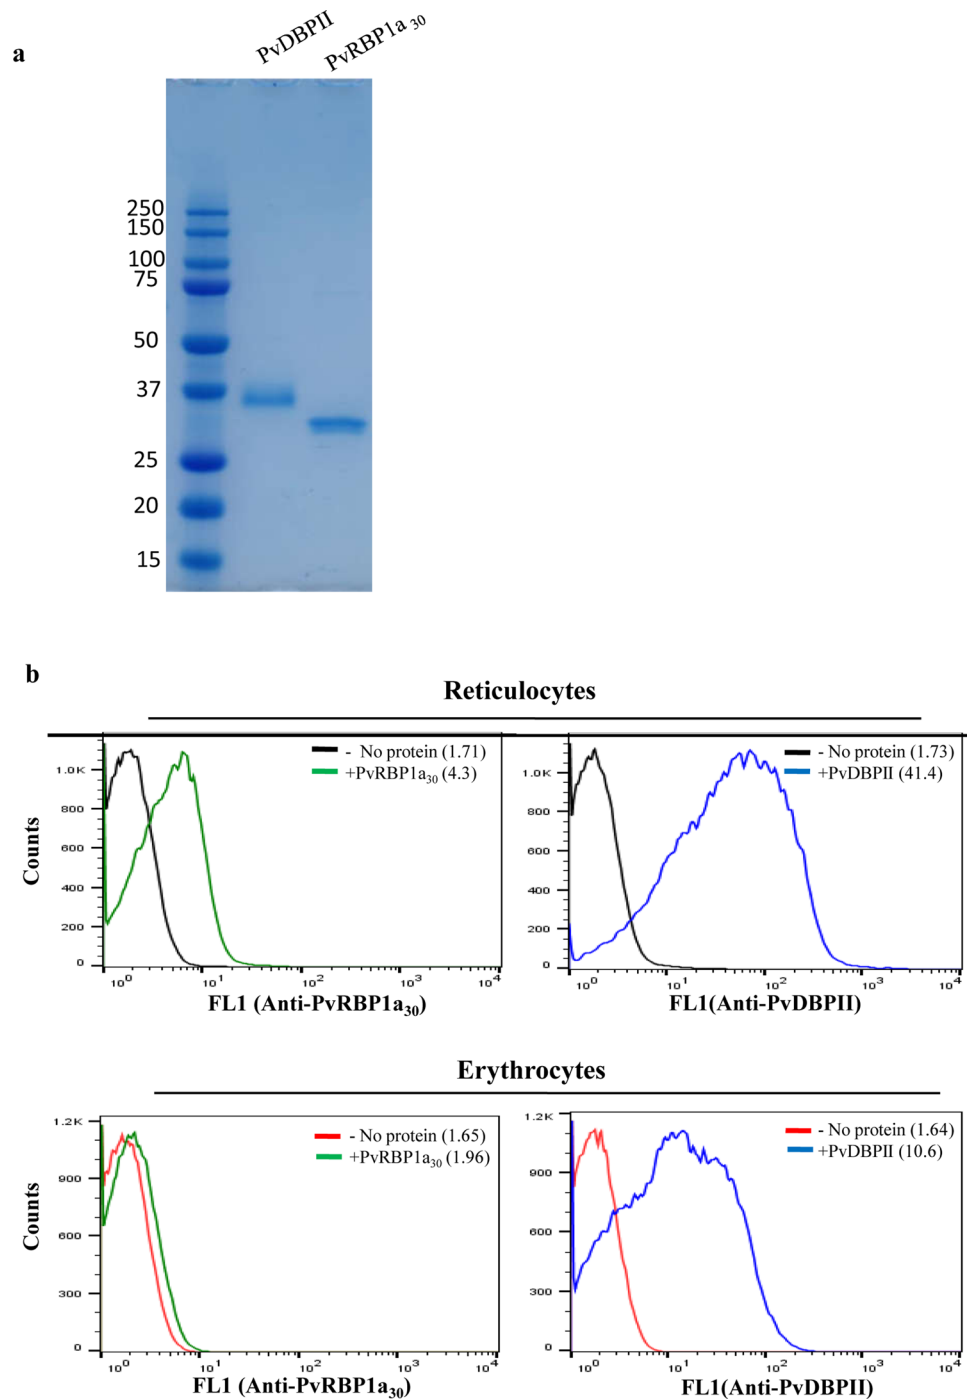 a
PvDBPII
PvRBP1a 30
250
150
100
75
50
37
25
20
15
b
Reticulocytes
Counts
1.0K
800
600
400
200
0
- No protein (1.71)
+PvRBP1a30 (4.3)
10^0 10^1 10^2 10^3 10^4
FL1 (Anti-PvRBP1a30)
1.0K
800
600
400
200
0
- No protein (1.73)
+PvDBPII (41.4)
10^0 10^1 10^2 10^3 10^4
FL1(Anti-PvDBPII)
Erythrocytes
Counts
1.2K
900
600
300
0
- No protein (1.65)
+PvRBP1a30 (1.96)
10^0 10^1 10^2 10^3 10^4
FL1 (Anti-PvRBP1a30)
1.2K
900
600
300
0
- No protein (1.64)
+PvDBPII (10.6)
10^0 10^1 10^2 10^3 10^4
FL1(Anti-PvDBPII)